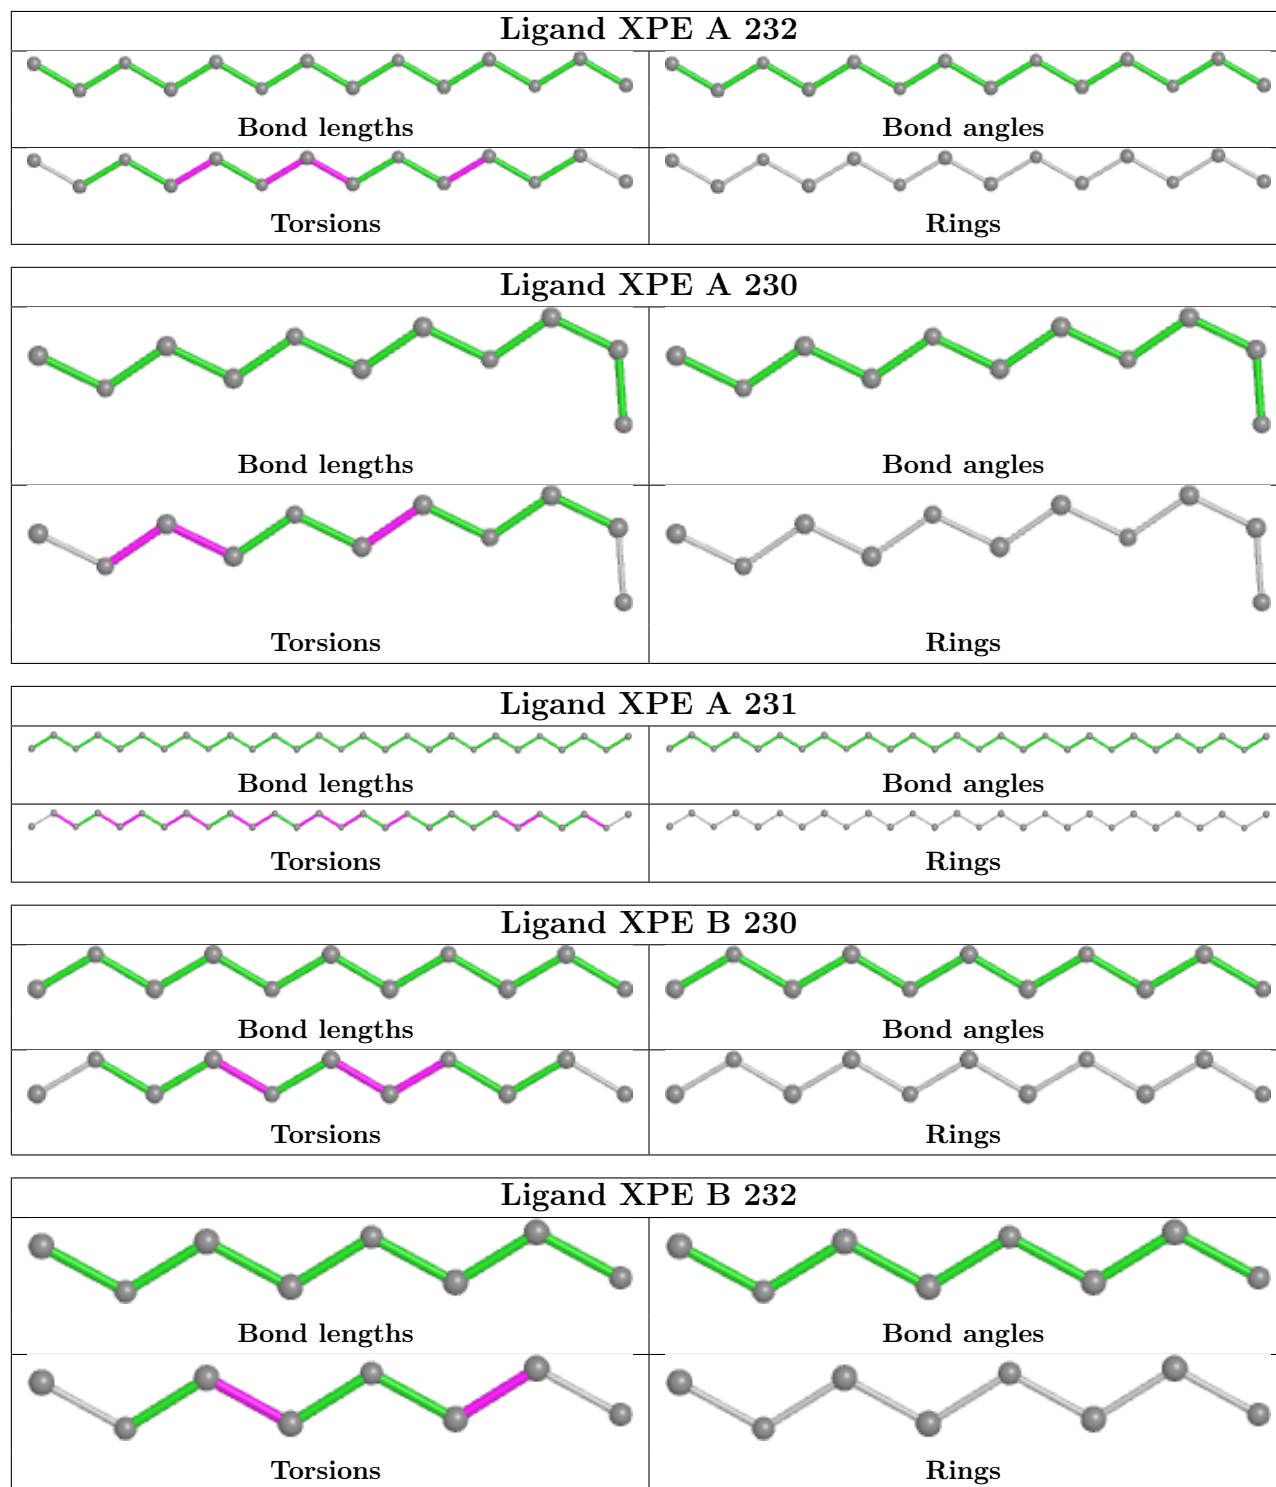 Ligand XPE A 232
Bond lengths
Bond angles
Torsions
Rings
Ligand XPE A 230
Bond lengths
Bond angles
Torsions
Rings
Ligand XPE A 231
Bond lengths
Bond angles
Torsions
Rings
Ligand XPE B 230
Bond lengths
Bond angles
Torsions
Rings
Ligand XPE B 232
Bond lengths
Bond angles
Torsions
Rings